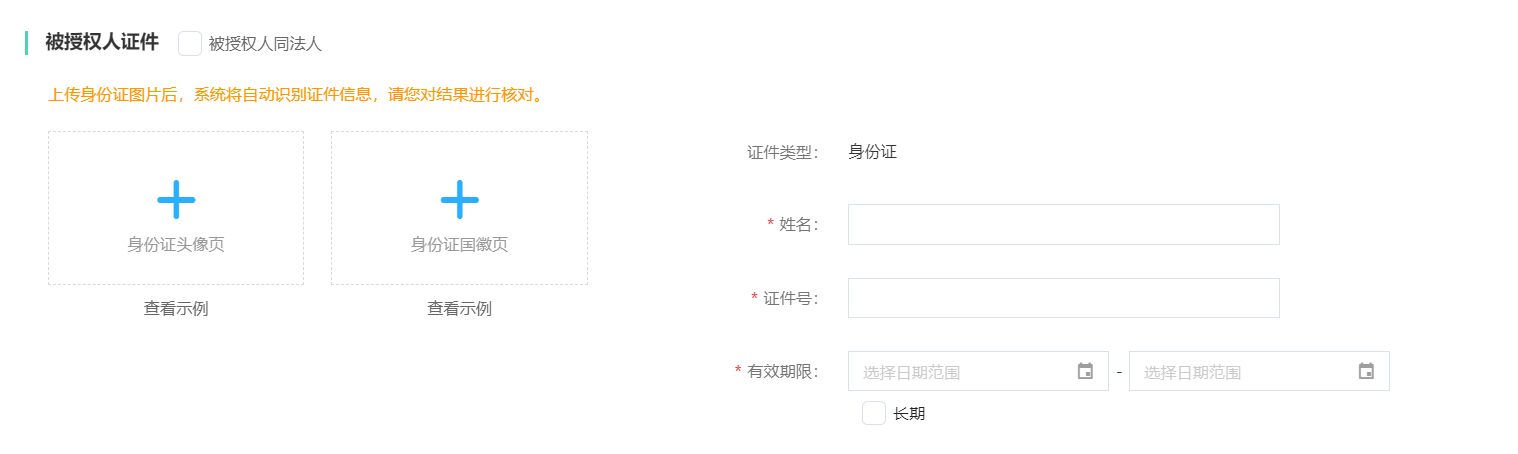 被授权人证件 被授权人同法人
上传身份证图片后，系统将自动识别证件信息，请您对结果进行核对。
身份证头像页 身份证国徽页
查看示例 查看示例
证件类型： 身份证
* 姓名：
* 证件号：
* 有效期限： 选择日期范围 - 选择日期范围
长期